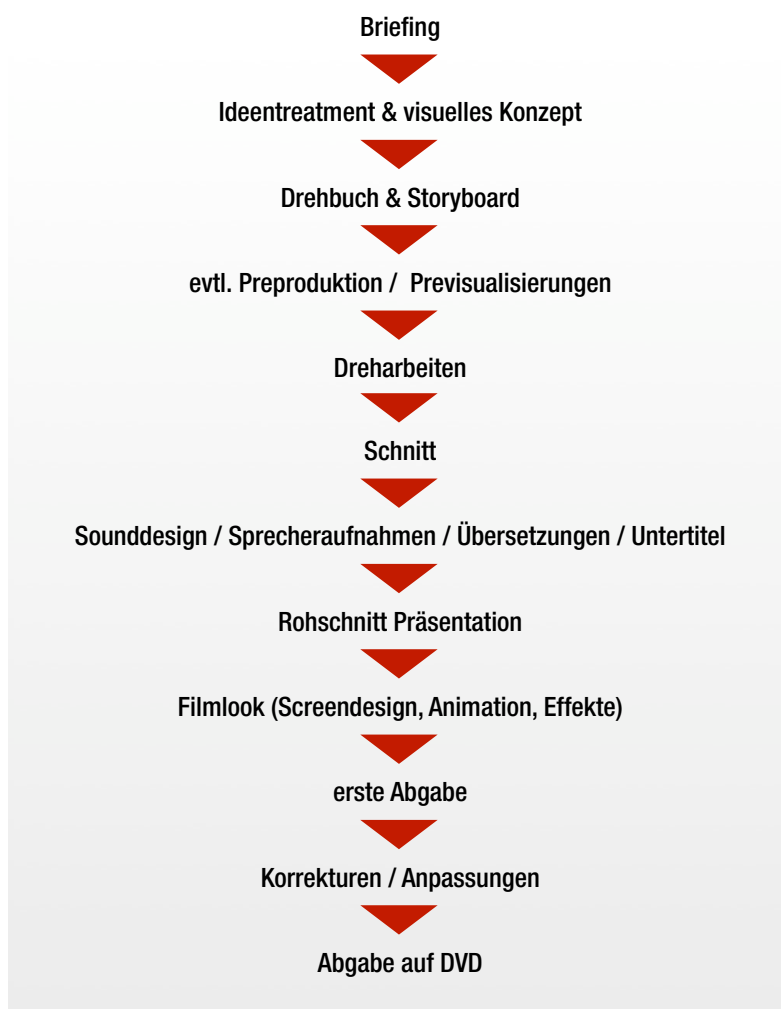 Briefing
Ideentreatment & visuelles Konzept
Drehbuch & Storyboard
evtl. Preproduktion / Previsualisierungen
Dreharbeiten
Schnitt
Sounddesign / Sprecheraufnahmen / Übersetzungen / Untertitel
Rohschnitt Präsentation
Filmlook (Screendesign, Animation, Effekte)
erste Abgabe
Korrekturen / Anpassungen
Abgabe auf DVD